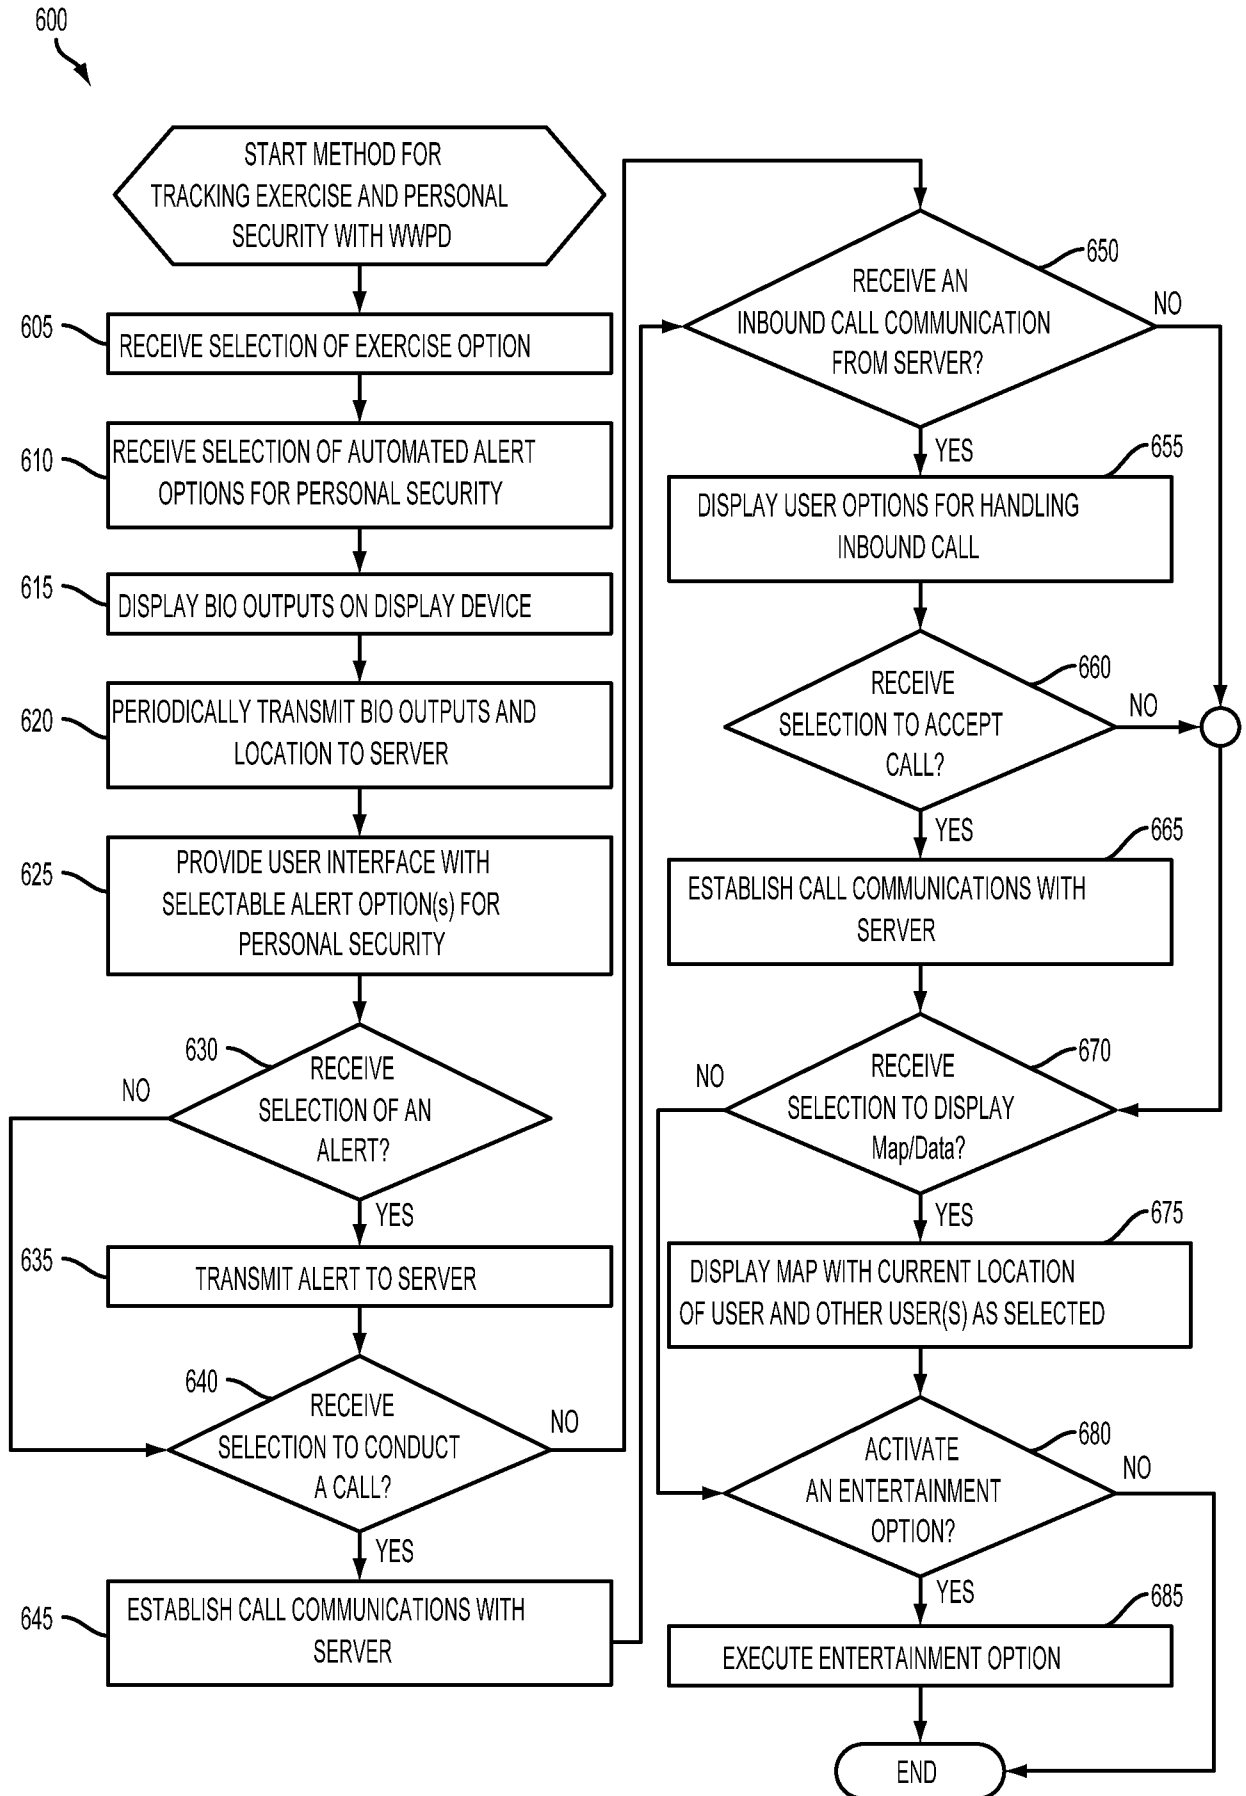 600
START METHOD FOR
TRACKING EXERCISE AND PERSONAL
SECURITY WITH WWPD
605
RECEIVE SELECTION OF EXERCISE OPTION
610
RECEIVE SELECTION OF AUTOMATED ALERT
OPTIONS FOR PERSONAL SECURITY
615
DISPLAY BIO OUTPUTS ON DISPLAY DEVICE
620
PERIODICALLY TRANSMIT BIO OUTPUTS AND
LOCATION TO SERVER
625
PROVIDE USER INTERFACE WITH
SELECTABLE ALERT OPTION(s) FOR
PERSONAL SECURITY
630
RECEIVE
SELECTION OF AN
ALERT?
NO
YES
635
TRANSMIT ALERT TO SERVER
640
RECEIVE
SELECTION TO CONDUCT
A CALL?
NO
YES
645
ESTABLISH CALL COMMUNICATIONS WITH
SERVER
650
RECEIVE AN
INBOUND CALL COMMUNICATION
FROM SERVER?
NO
YES
655
DISPLAY USER OPTIONS FOR HANDLING
INBOUND CALL
660
RECEIVE
SELECTION TO ACCEPT
CALL?
NO
YES
665
ESTABLISH CALL COMMUNICATIONS WITH
SERVER
670
RECEIVE
SELECTION TO DISPLAY
Map/Data?
NO
YES
675
DISPLAY MAP WITH CURRENT LOCATION
OF USER AND OTHER USER(S) AS SELECTED
680
ACTIVATE
AN ENTERTAINMENT
OPTION?
NO
YES
685
EXECUTE ENTERTAINMENT OPTION
END